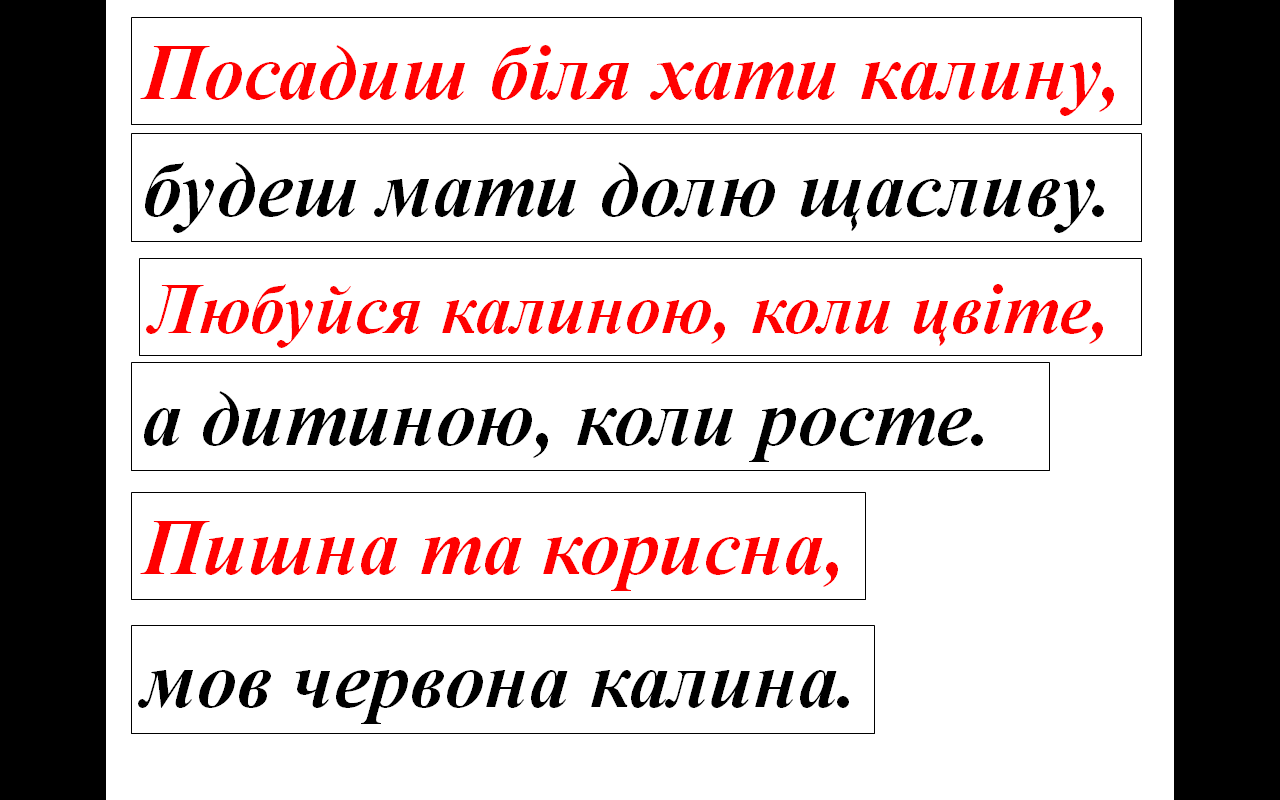 Посадиш біля хати калину,
будеш мати долю щасливу.
Любуйся калиною, коли цвіте,
а дитиною, коли росте.
Пишна та корисна,
мов червона калина.